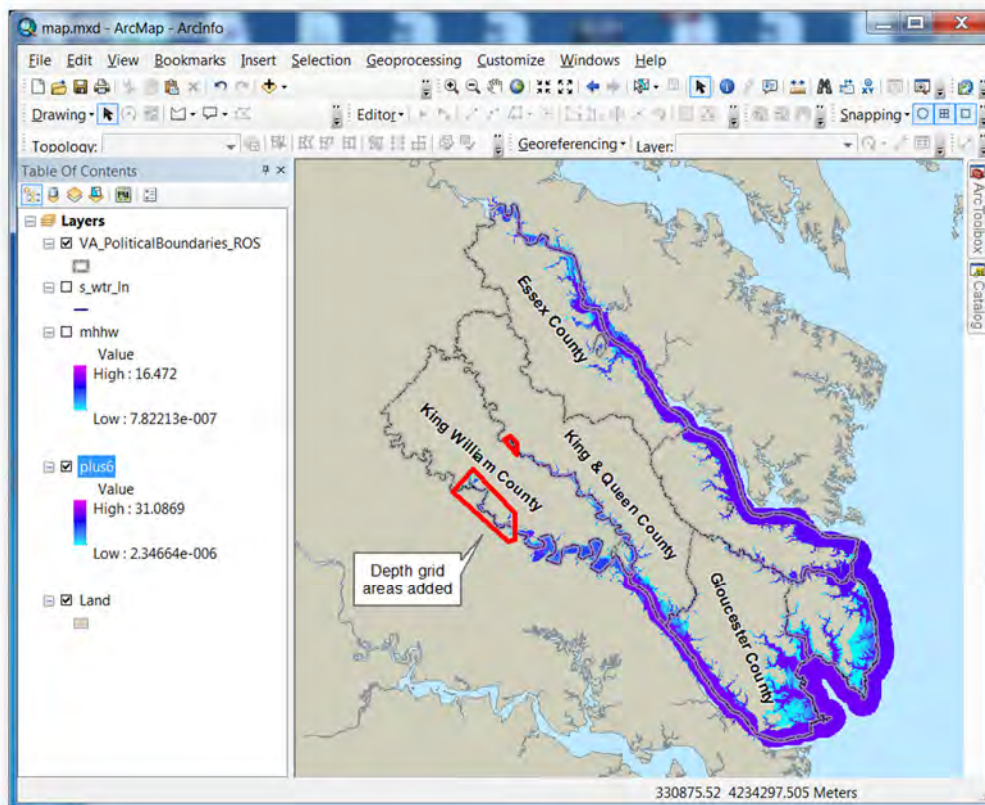 map.mxd - ArcMap - ArcInfo
File Edit View Bookmarks Insert Selection Geoprocessing Customize Windows Help
Drawing Editor Snapping
Topology: Georeferencing Layer:
Table Of Contents
Layers
VA_PoliticalBoundaries_ROS
s_wtr_ln
mhhw
Value
High : 16.472
Low : 7.82213e-007
plus6
Value
High : 31.0869
Low : 2.34664e-006
Land
Essex County
King William County
King & Queen County
Gloucester County
Depth grid
areas added
ArcToolbox
Catalog
330875.52 4234297.505 Meters